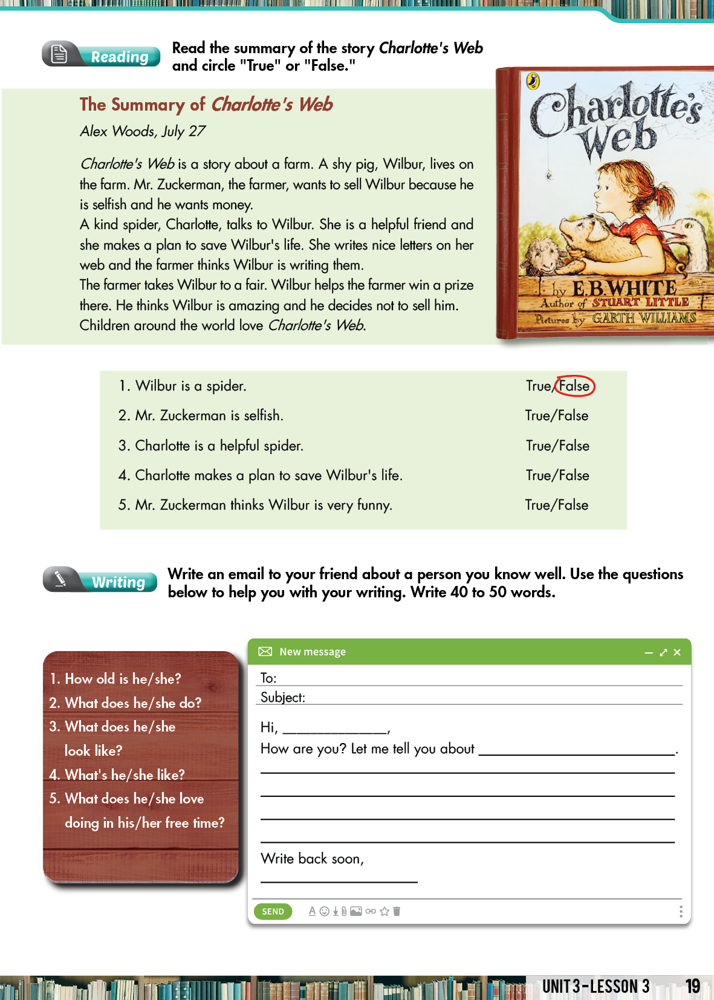 Reading
Read the summary of the story Charlotte's Web
and circle "True" or "False."
The Summary of Charlotte's Web
Alex Woods, July 27
Charlotte's Web is a story about a farm. A shy pig, Wilbur, lives on
the farm. Mr. Zuckerman, the farmer, wants to sell Wilbur because he
is selfish and he wants money.
A kind spider, Charlotte, talks to Wilbur. She is a helpful friend and
she makes a plan to save Wilbur's life. She writes nice letters on her
web and the farmer thinks Wilbur is writing them.
The farmer takes Wilbur to a fair. Wilbur helps the farmer win a prize
there. He thinks Wilbur is amazing and he decides not to sell him.
Children around the world love Charlotte's Web.
Charlotte's
Web
by E.B.WHITE
Author of STUART LITTLE
Pictures by GARTH WILLIAMS
1. Wilbur is a spider. True/False
2. Mr. Zuckerman is selfish. True/False
3. Charlotte is a helpful spider. True/False
4. Charlotte makes a plan to save Wilbur's life. True/False
5. Mr. Zuckerman thinks Wilbur is very funny. True/False
Writing
Write an email to your friend about a person you know well. Use the questions
below to help you with your writing. Write 40 to 50 words.
1. How old is he/she?
2. What does he/she do?
3. What does he/she
look like?
4. What's he/she like?
5. What does he/she love
doing in his/her free time?
New message
To:
Subject:
Hi, _______________,
How are you? Let me tell you about ____________________________.
Write back soon,
SEND
UNIT 3 – LESSON 3 19